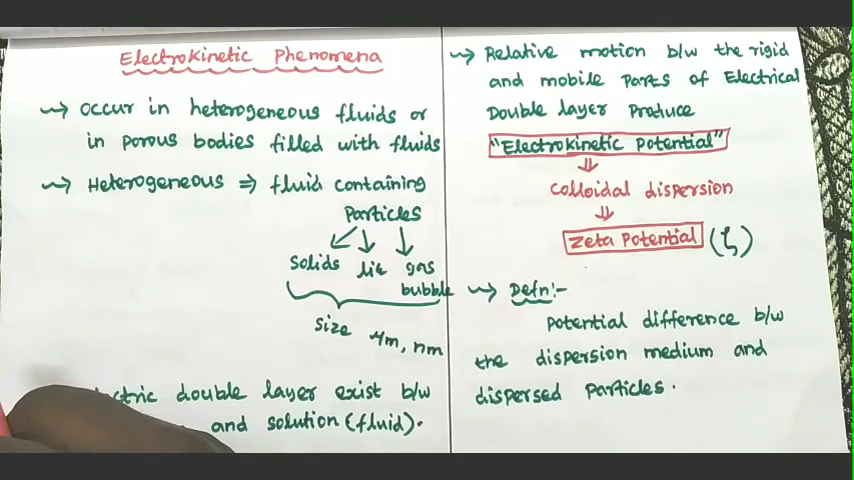 Electrokinetic Phenomena
occur in heterogeneous fluids or
in porous bodies filled with fluids
Heterogeneous ⇒ fluid containing
particles
solids liq gas
bubble
size μm, nm
double layer exist b/w
and solution (fluid).
Relative motion b/w the rigid
and mobile parts of Electrical
Double layer produce
"Electrokinetic potential"
⇓
colloidal dispersion
⇓
Zeta potential (ζ)
Defn:-
potential difference b/w
the dispersion medium and
dispersed particles.